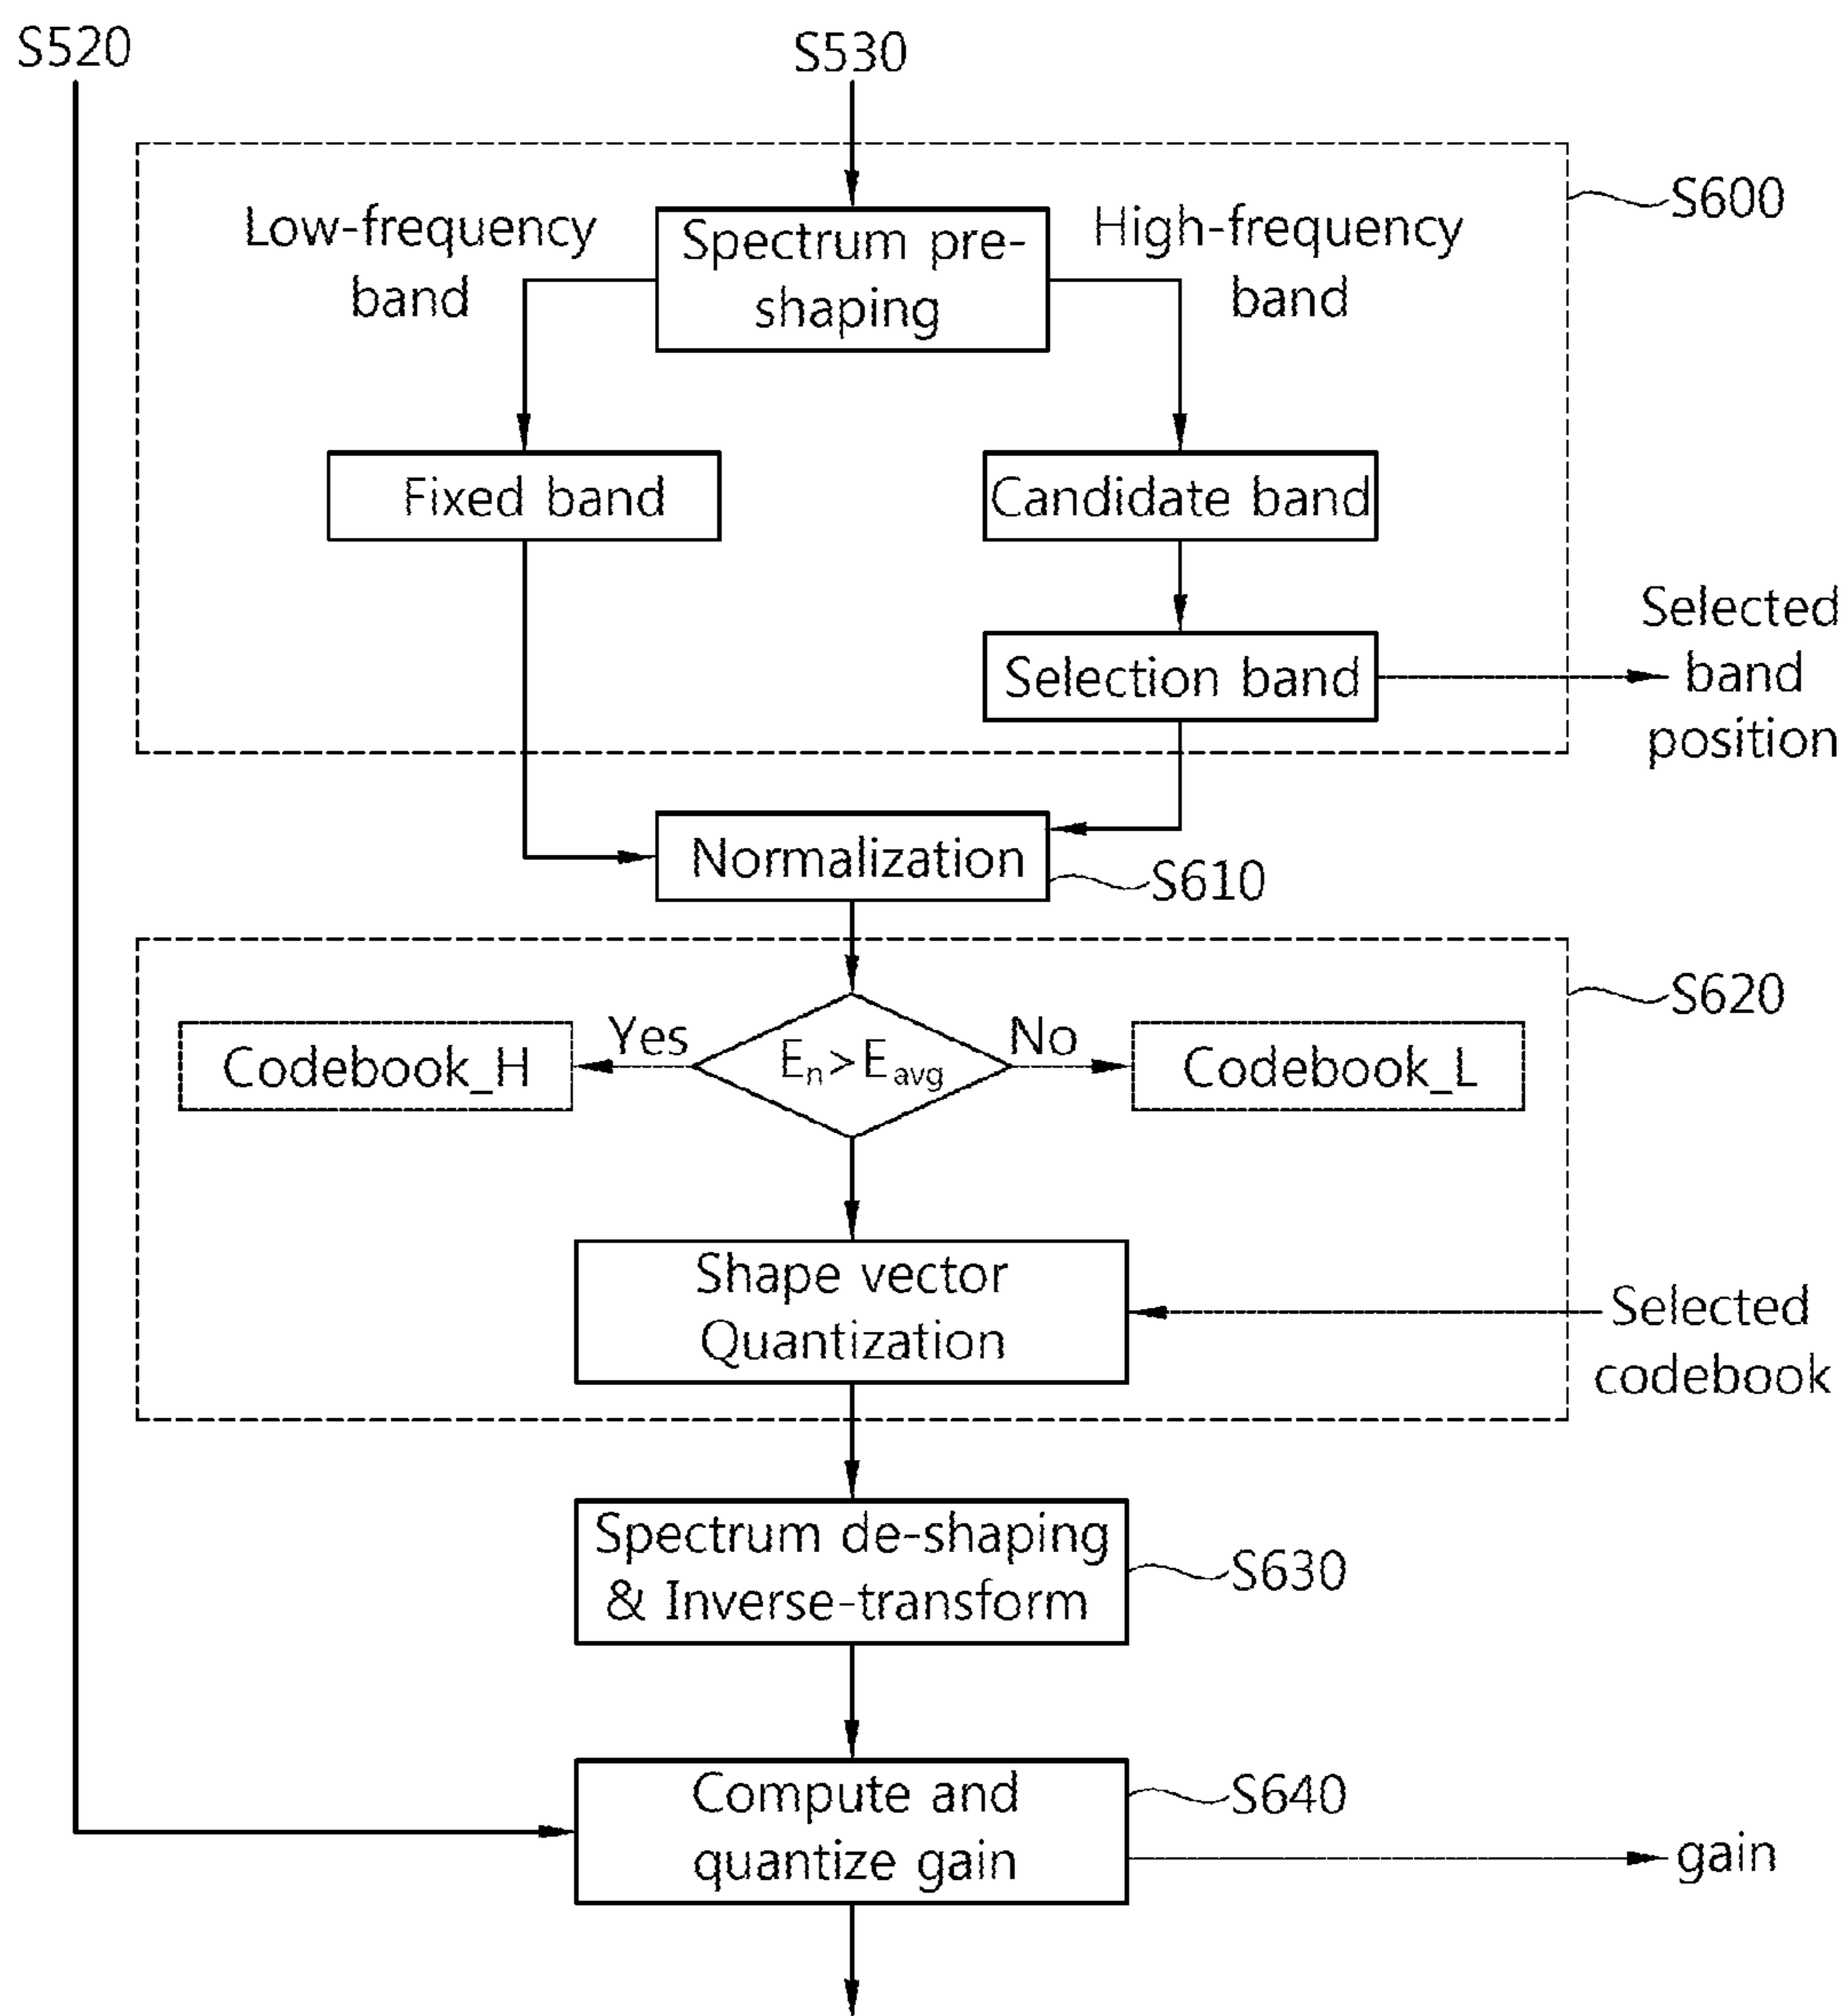 S520
S530
S600
Low-frequency
band
Spectrum pre-
shaping
High-frequency
band
Fixed band
Candidate band
Selection band
Selected
band
position
Normalization
S610
S620
Codebook_H
Yes
En>Eavg
No
Codebook_L
Shape vector
Quantization
Selected
codebook
Spectrum de-shaping
& Inverse-transform
S630
Compute and
quantize gain
S640
gain